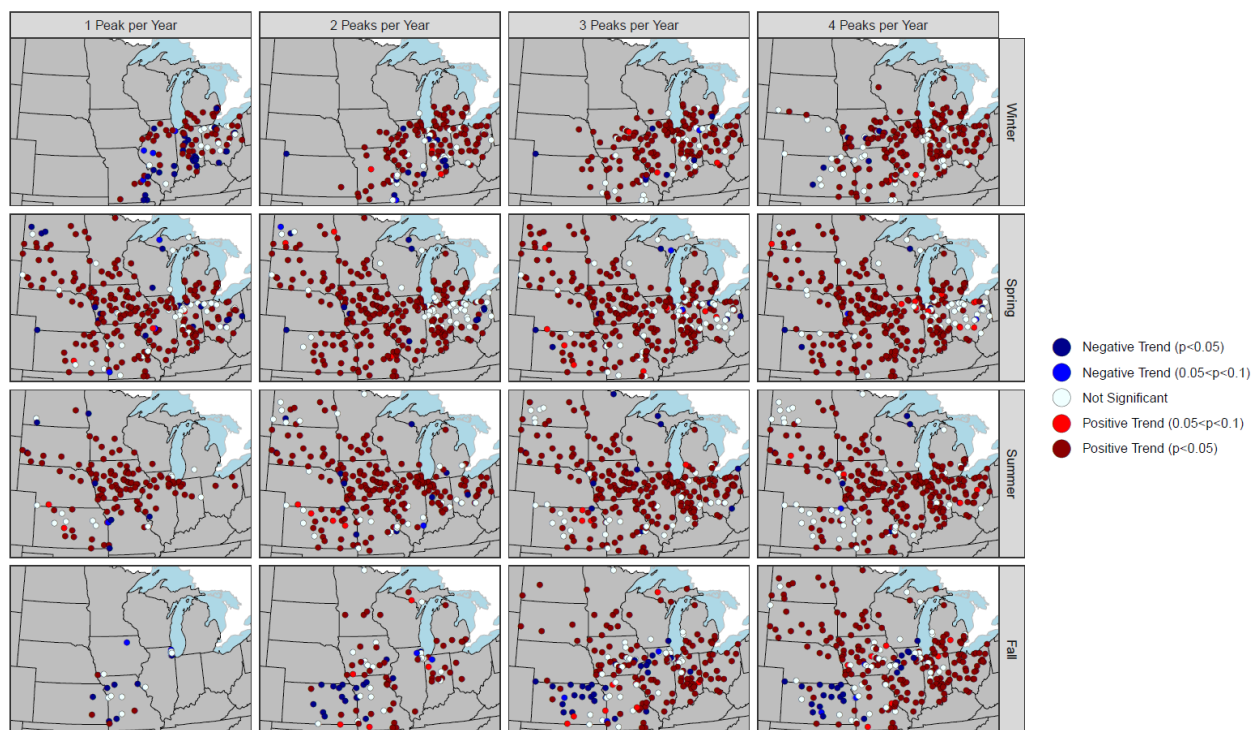 1 Peak per Year
2 Peaks per Year
3 Peaks per Year
4 Peaks per Year
Winter
Spring
Summer
Fall
Negative Trend (p<0.05)
Negative Trend (0.05<p<0.1)
Not Significant
Positive Trend (0.05<p<0.1)
Positive Trend (p<0.05)